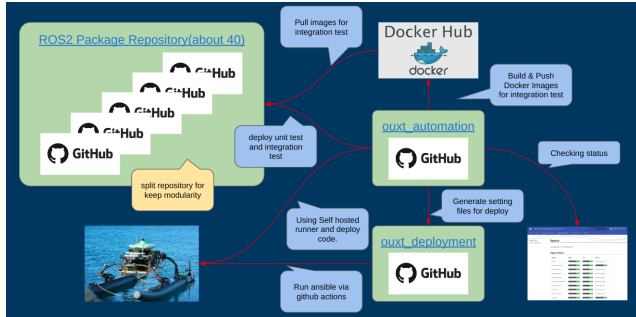 ROS2 Package Repository(about 40)
GitHub
GitHub
GitHub
GitHub
GitHub
split repository for
keep modularity
Pull images for
integration test
Docker Hub
docker
Build & Push
Docker Images
for integration test
deploy unit test
and integration
test
ouxt_automation
GitHub
Checking status
Using Self hosted
runner and deploy
code.
Generate setting
files for deploy
ouxt_deployment
GitHub
Run ansible via
github actions